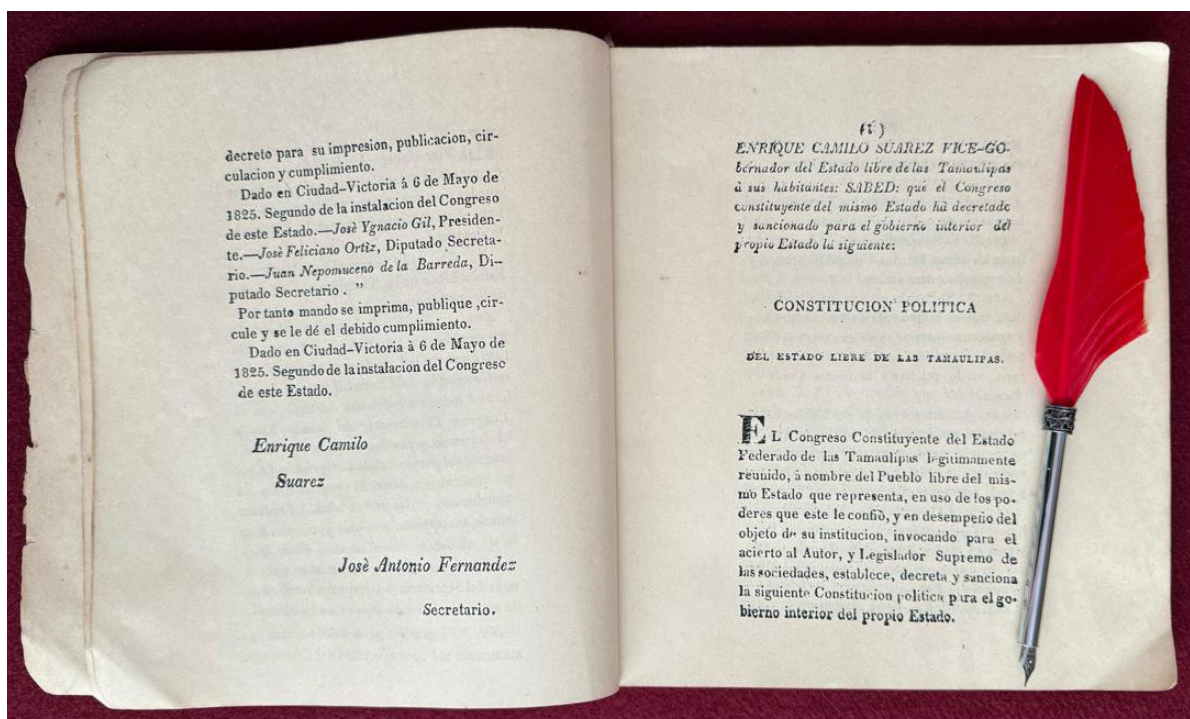 decreto para su impresion, publicacion, cir-
culacion y cumplimiento.
Dado en Ciudad-Victoria á 6 de Mayo de
1825. Segundo de la instalacion del Congreso
de este Estado.—Josè Ygnacio Gil, Presiden-
te.—José Feliciano Ortìz, Diputado Secreta-
rio.—Juan Nepomuceno de la Barreda, Di-
putado Secretario. ”
Por tanto mando se imprima, publique ,cir-
cule y se le dé el debido cumplimiento.
Dado en Ciudad-Victoria à 6 de Mayo de
1825. Segundo de la instalacion del Congreso
de este Estado.
Enrique Camilo
Suarez
Josè Antonio Fernandez
Secretario.
(1)
ENRIQUE CAMILO SUAREZ VICE-GO-
bernador del Estado libre de las Tamaulipas
à sus habitantes: SABED: que el Congreso
constituyente del mismo Estado ha decretado
y sancionado para el gobierno interior del
propio Estado la siguiente:
CONSTITUCION POLITICA
DEL ESTADO LIBRE DE LAS TAMAULIPAS.
EL Congreso Constituyente del Estado
Federado de las Tamaulipas legitimamente
reunido, à nombre del Pueblo libre del mis-
mo Estado que representa, en uso de los po-
deres que este le confiò, y en desempeño del
objeto de su institucion, invocando para el
acierto al Autor, y Legislador Supremo de
las sociedades, establece, decreta y sanciona
la siguiente Constitucion politica para el go-
bierno interior del propio Estado.